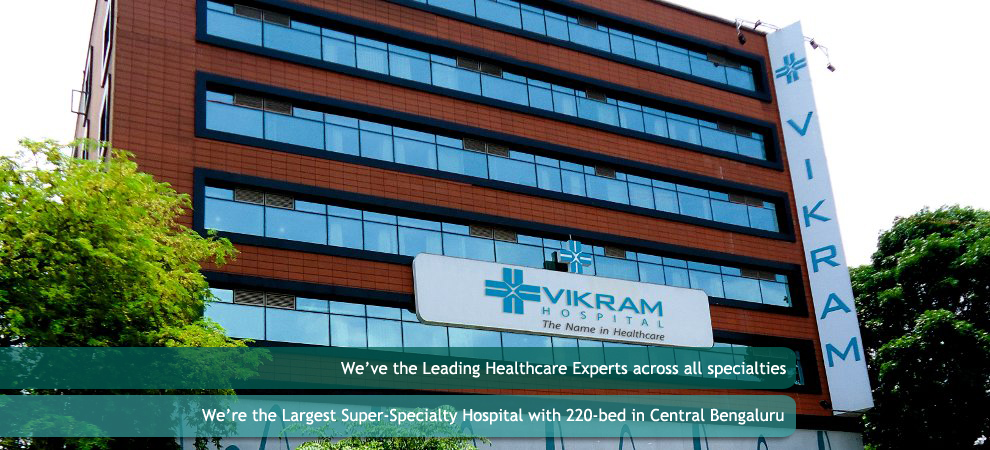 VIKRAM
VIKRAM
HOSPITAL
The Name in Healthcare
We've the Leading Healthcare Experts across all specialties
We're the Largest Super-Specialty Hospital with 220-bed in Central Bengaluru